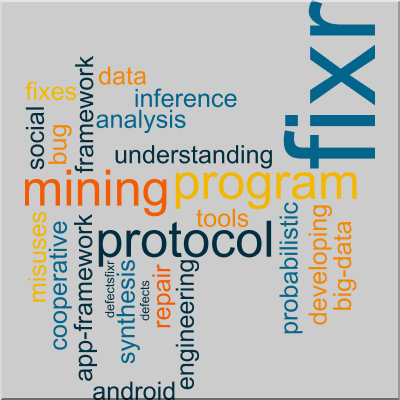 fixr
data
fixes
inference
framework
social
bug
analysis
understanding
mining
program
tools
protocol
misuses
cooperative
app-framework
defectsfixr
synthesis
defects
repair
engineering
probabilistic
developing
big-data
android